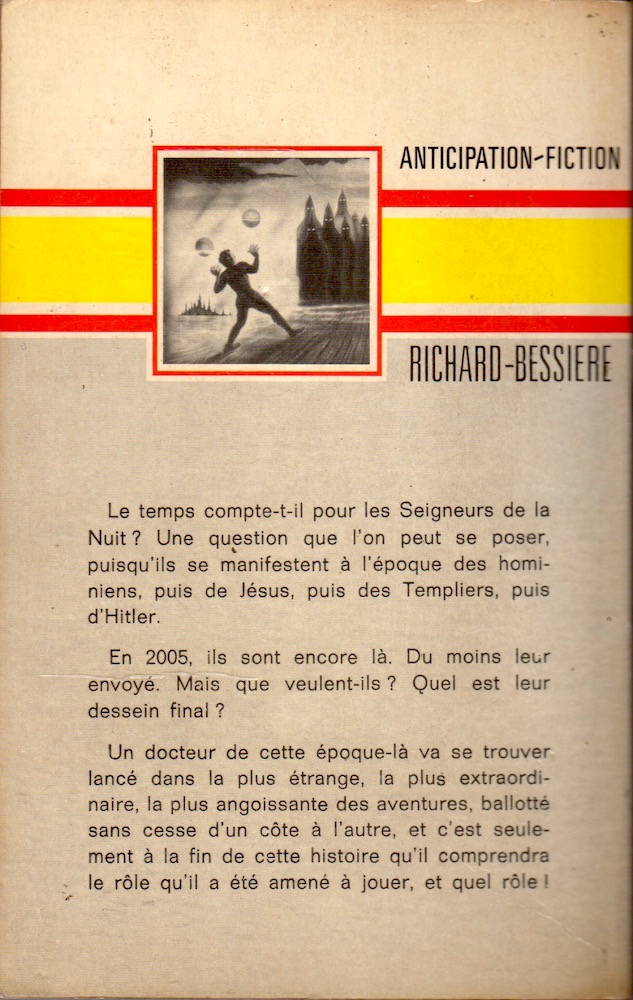 ANTICIPATION-FICTION
RICHARD-BESSIERE
Le temps compte-t-il pour les Seigneurs de la
Nuit ? Une question que l'on peut se poser,
puisqu'ils se manifestent à l'époque des homi-
niens, puis de Jésus, puis des Templiers, puis
d'Hitler.
En 2005, ils sont encore là. Du moins leur
envoyé. Mais que veulent-ils ? Quel est leur
dessein final ?
Un docteur de cette époque-là va se trouver
lancé dans la plus étrange, la plus extraordi-
naire, la plus angoissante des aventures, ballotté
sans cesse d'un côte à l'autre, et c'est seule-
ment à la fin de cette histoire qu'il comprendra
le rôle qu'il a été amené à jouer, et quel rôle !